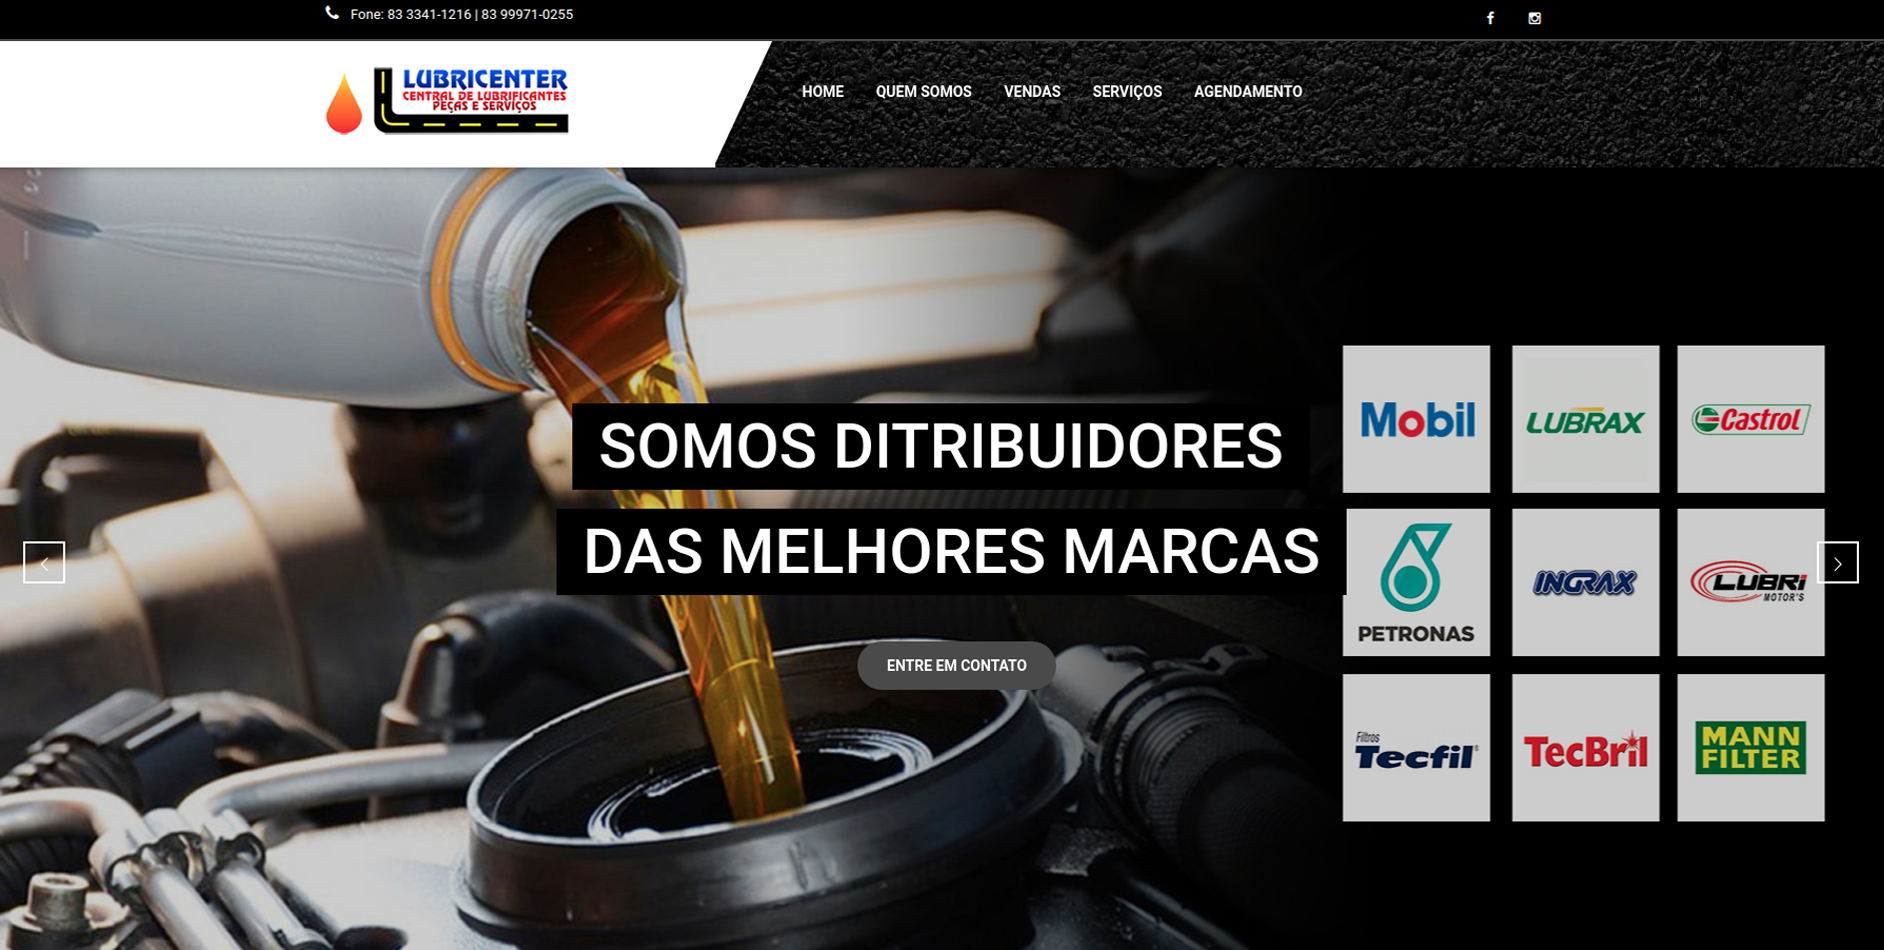 Fone: 83 3341-1216 | 83 99971-0255
LUBRICENTER
CENTRAL DE LUBRIFICANTES
PEÇAS E SERVIÇOS
HOME QUEM SOMOS VENDAS SERVIÇOS AGENDAMENTO
SOMOS DITRIBUIDORES
DAS MELHORES MARCAS
ENTRE EM CONTATO
Mobil
LUBRAX
Castrol
PETRONAS
INGRAX
LUBRI
MOTOR'S
Filtros
Tecfil
TecBril
MANN
FILTER